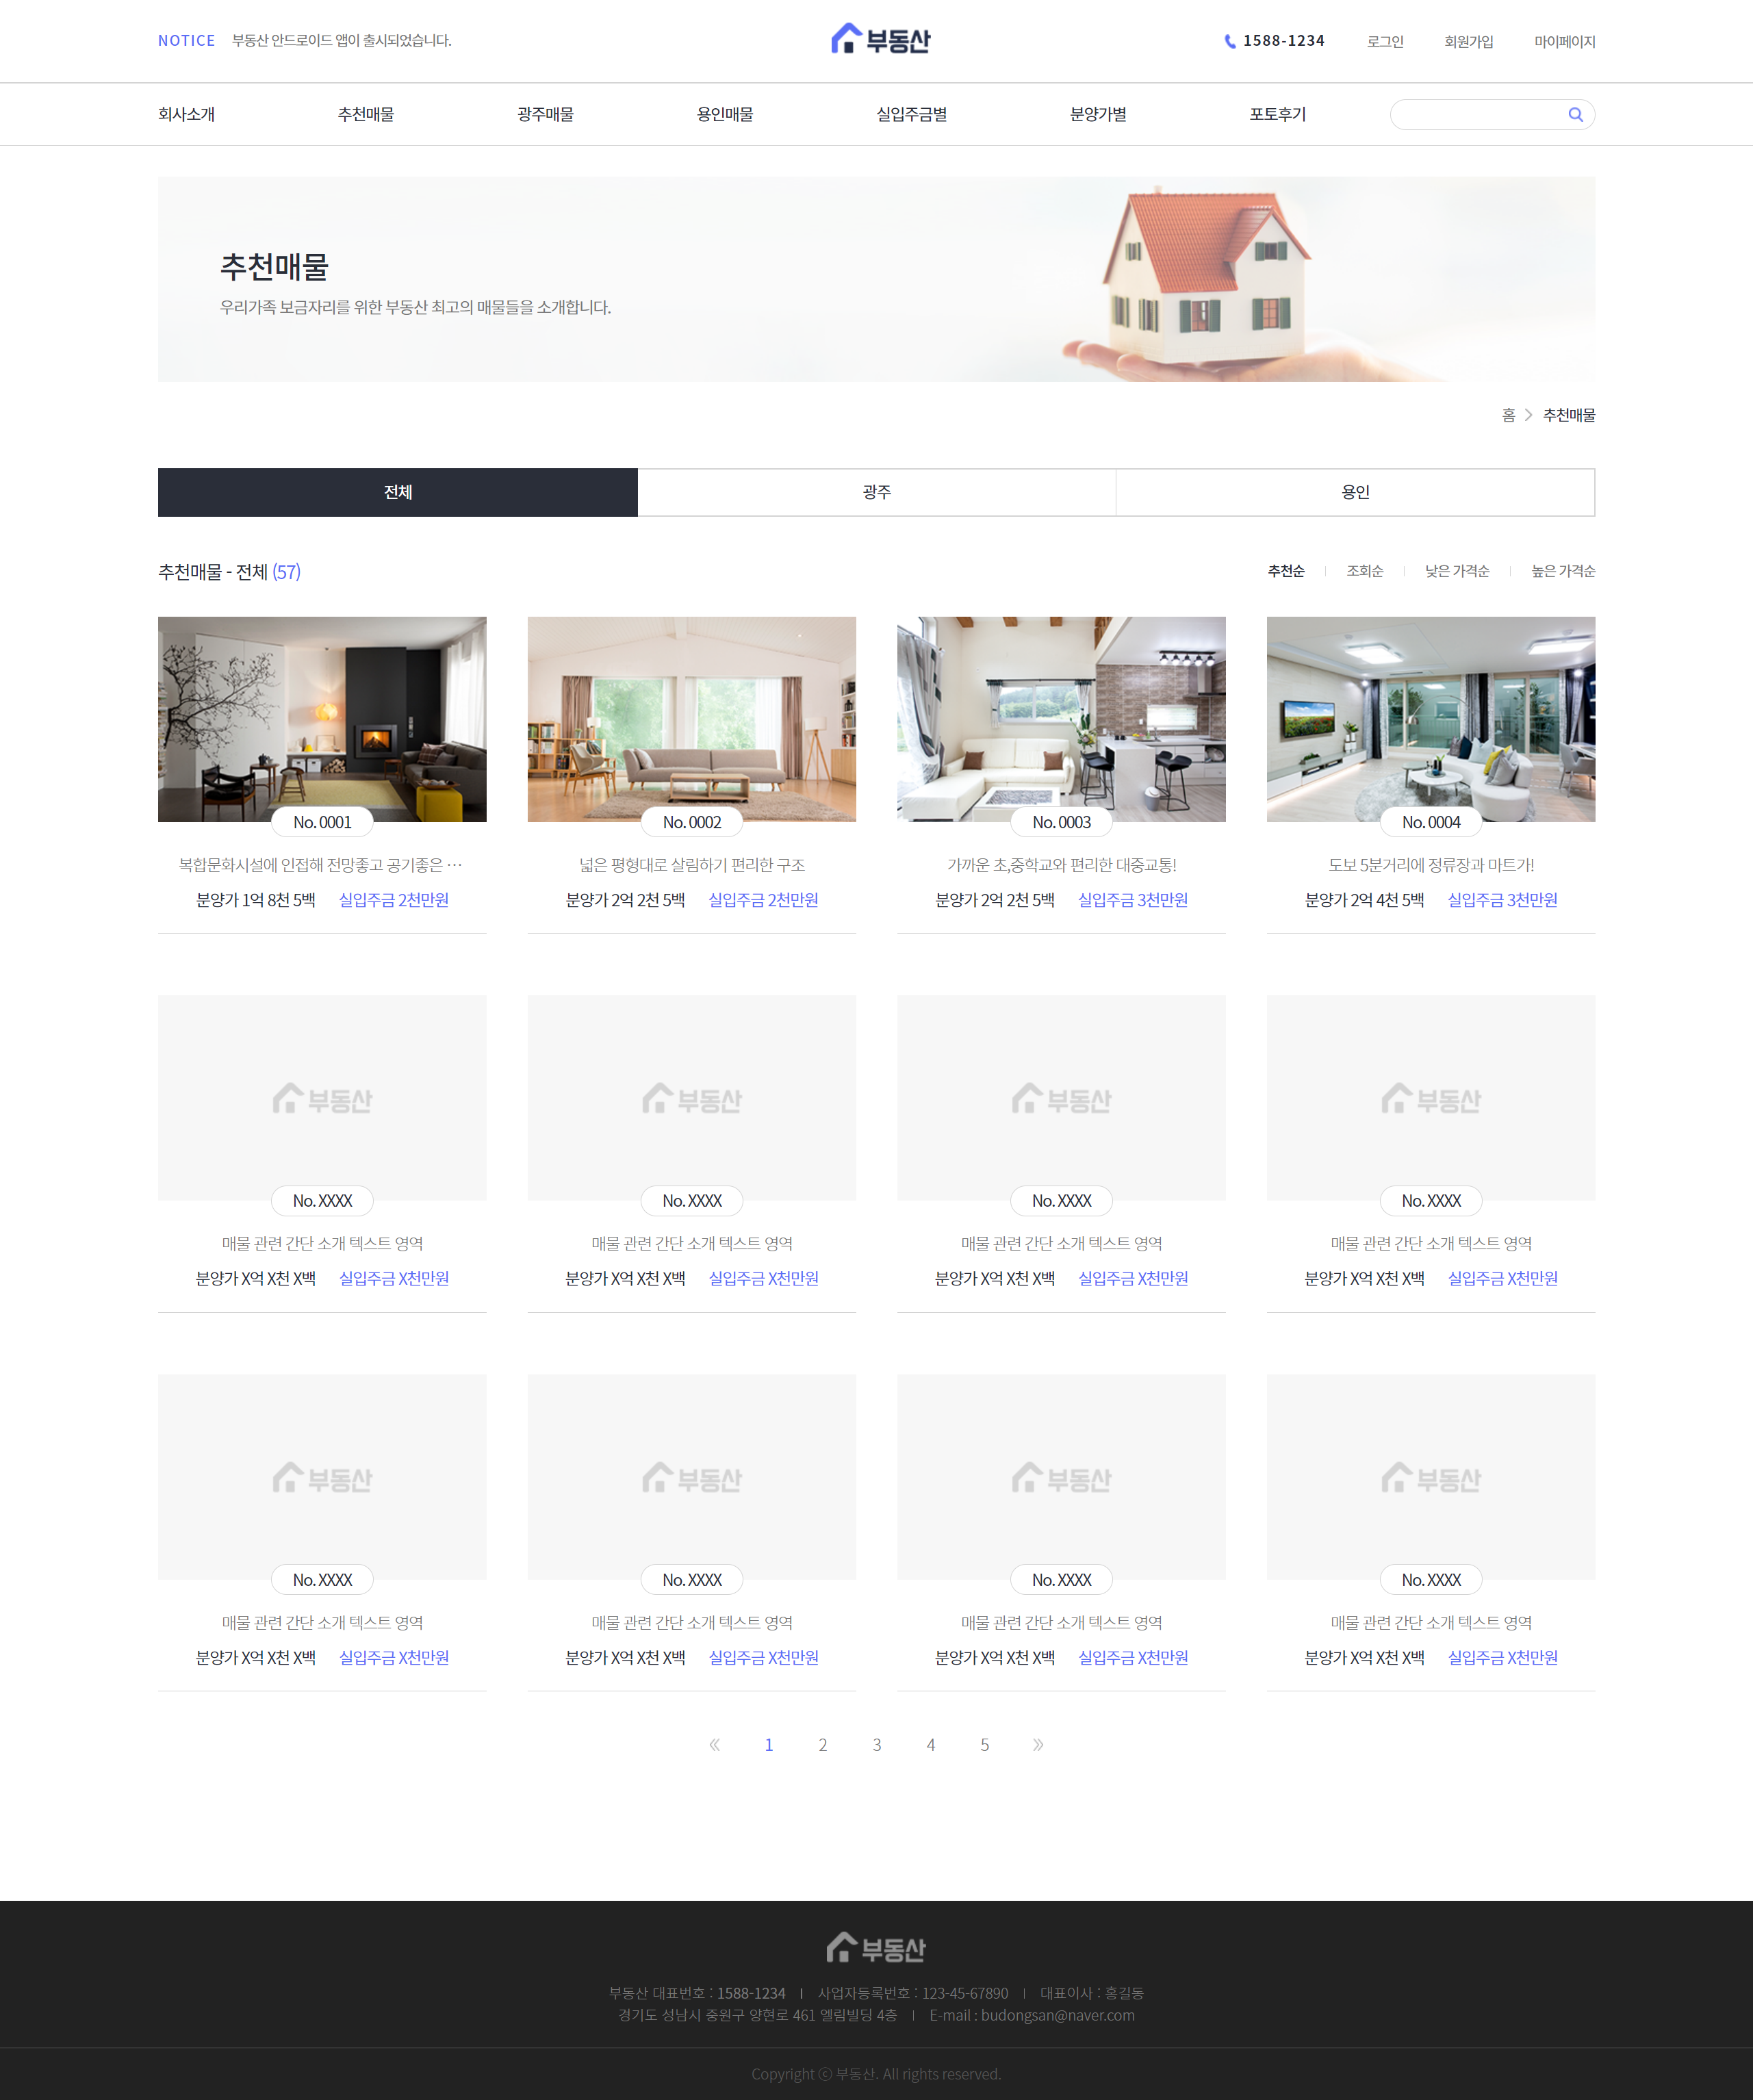 NOTICE 부동산 안드로이드 앱이 출시되었습니다.
부동산
1588-1234 로그인 회원가입 마이페이지
회사소개 추천매물 광주매물 용인매물 실입주금별 분양가별 포토후기
추천매물
우리가족 보금자리를 위한 부동산 최고의 매물들을 소개합니다.
홈 > 추천매물
전체 광주 용인
추천매물 - 전체 (57)
추천순 조회순 낮은 가격순 높은 가격순
No. 0001 No. 0002 No. 0003 No. 0004
복합문화시설에 인접해 전망좋고 공기좋은 … 넓은 평형대로 살림하기 편리한 구조 가까운 초,중학교와 편리한 대중교통! 도보 5분거리에 정류장과 마트가!
분양가 1억 8천 5백 실입주금 2천만원 분양가 2억 2천 5백 실입주금 2천만원 분양가 2억 2천 5백 실입주금 3천만원 분양가 2억 4천 5백 실입주금 3천만원
부동산 부동산 부동산 부동산
No. XXXX No. XXXX No. XXXX No. XXXX
매물 관련 간단 소개 텍스트 영역 매물 관련 간단 소개 텍스트 영역 매물 관련 간단 소개 텍스트 영역 매물 관련 간단 소개 텍스트 영역
분양가 X억 X천 X백 실입주금 X천만원 분양가 X억 X천 X백 실입주금 X천만원 분양가 X억 X천 X백 실입주금 X천만원 분양가 X억 X천 X백 실입주금 X천만원
부동산 부동산 부동산 부동산
No. XXXX No. XXXX No. XXXX No. XXXX
매물 관련 간단 소개 텍스트 영역 매물 관련 간단 소개 텍스트 영역 매물 관련 간단 소개 텍스트 영역 매물 관련 간단 소개 텍스트 영역
분양가 X억 X천 X백 실입주금 X천만원 분양가 X억 X천 X백 실입주금 X천만원 분양가 X억 X천 X백 실입주금 X천만원 분양가 X억 X천 X백 실입주금 X천만원
« 1 2 3 4 5 »
부동산
부동산 대표번호 : 1588-1234 | 사업자등록번호 : 123-45-67890 | 대표이사 : 홍길동
경기도 성남시 중원구 양현로 461 엘림빌딩 4층 | E-mail : budongsan@naver.com
Copyright ⓒ 부동산. All rights reserved.